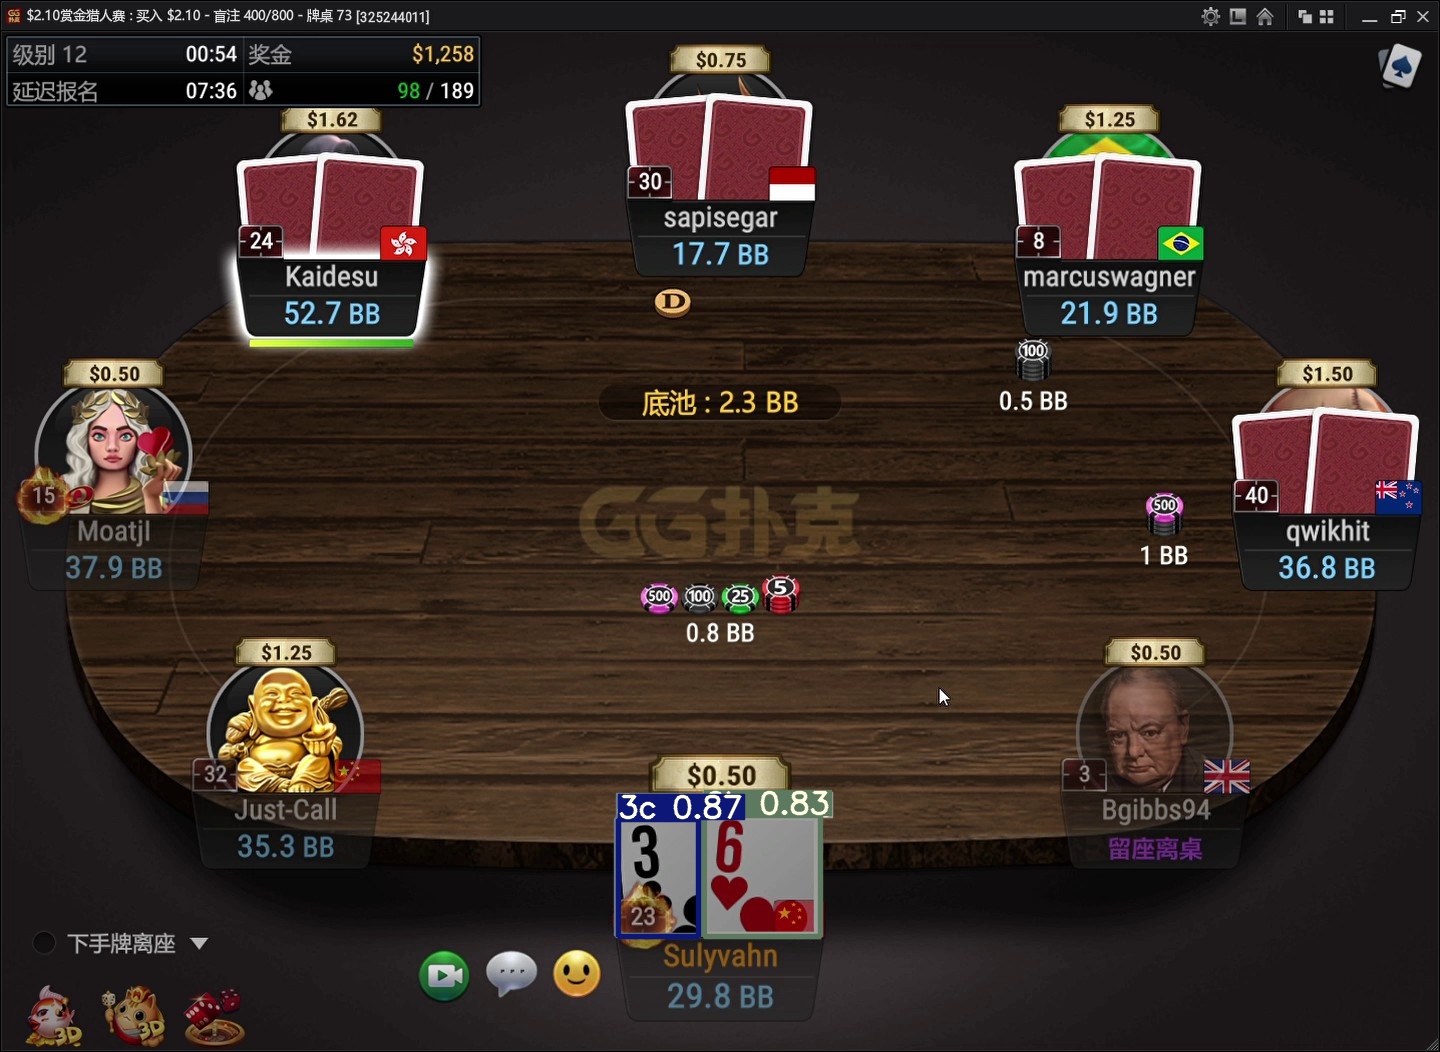 $2.10赏金猎人赛 : 买入 $2.10 - 盲注 400/800 - 牌桌 73 [325244011]
级别 12 00:54 奖金 $1,258
延迟报名 07:36 98 / 189
$0.75
30
sapisegar
17.7 BB
$1.62
24
Kaidesu
52.7 BB
$1.25
8
marcuswagner
21.9 BB
D
100
0.5 BB
底池 : 2.3 BB
$0.50
15
Moatjl
37.9 BB
$1.50
40
qwikhit
36.8 BB
500
1 BB
GG扑克
500 100 25 5
0.8 BB
$1.25
32
Just-Call
35.3 BB
$0.50
3
Bgibbs94
留座离桌
$0.50
3c 0.87 0.83
3 6
23
Sulyvahn
29.8 BB
下手牌离座
3D 3D